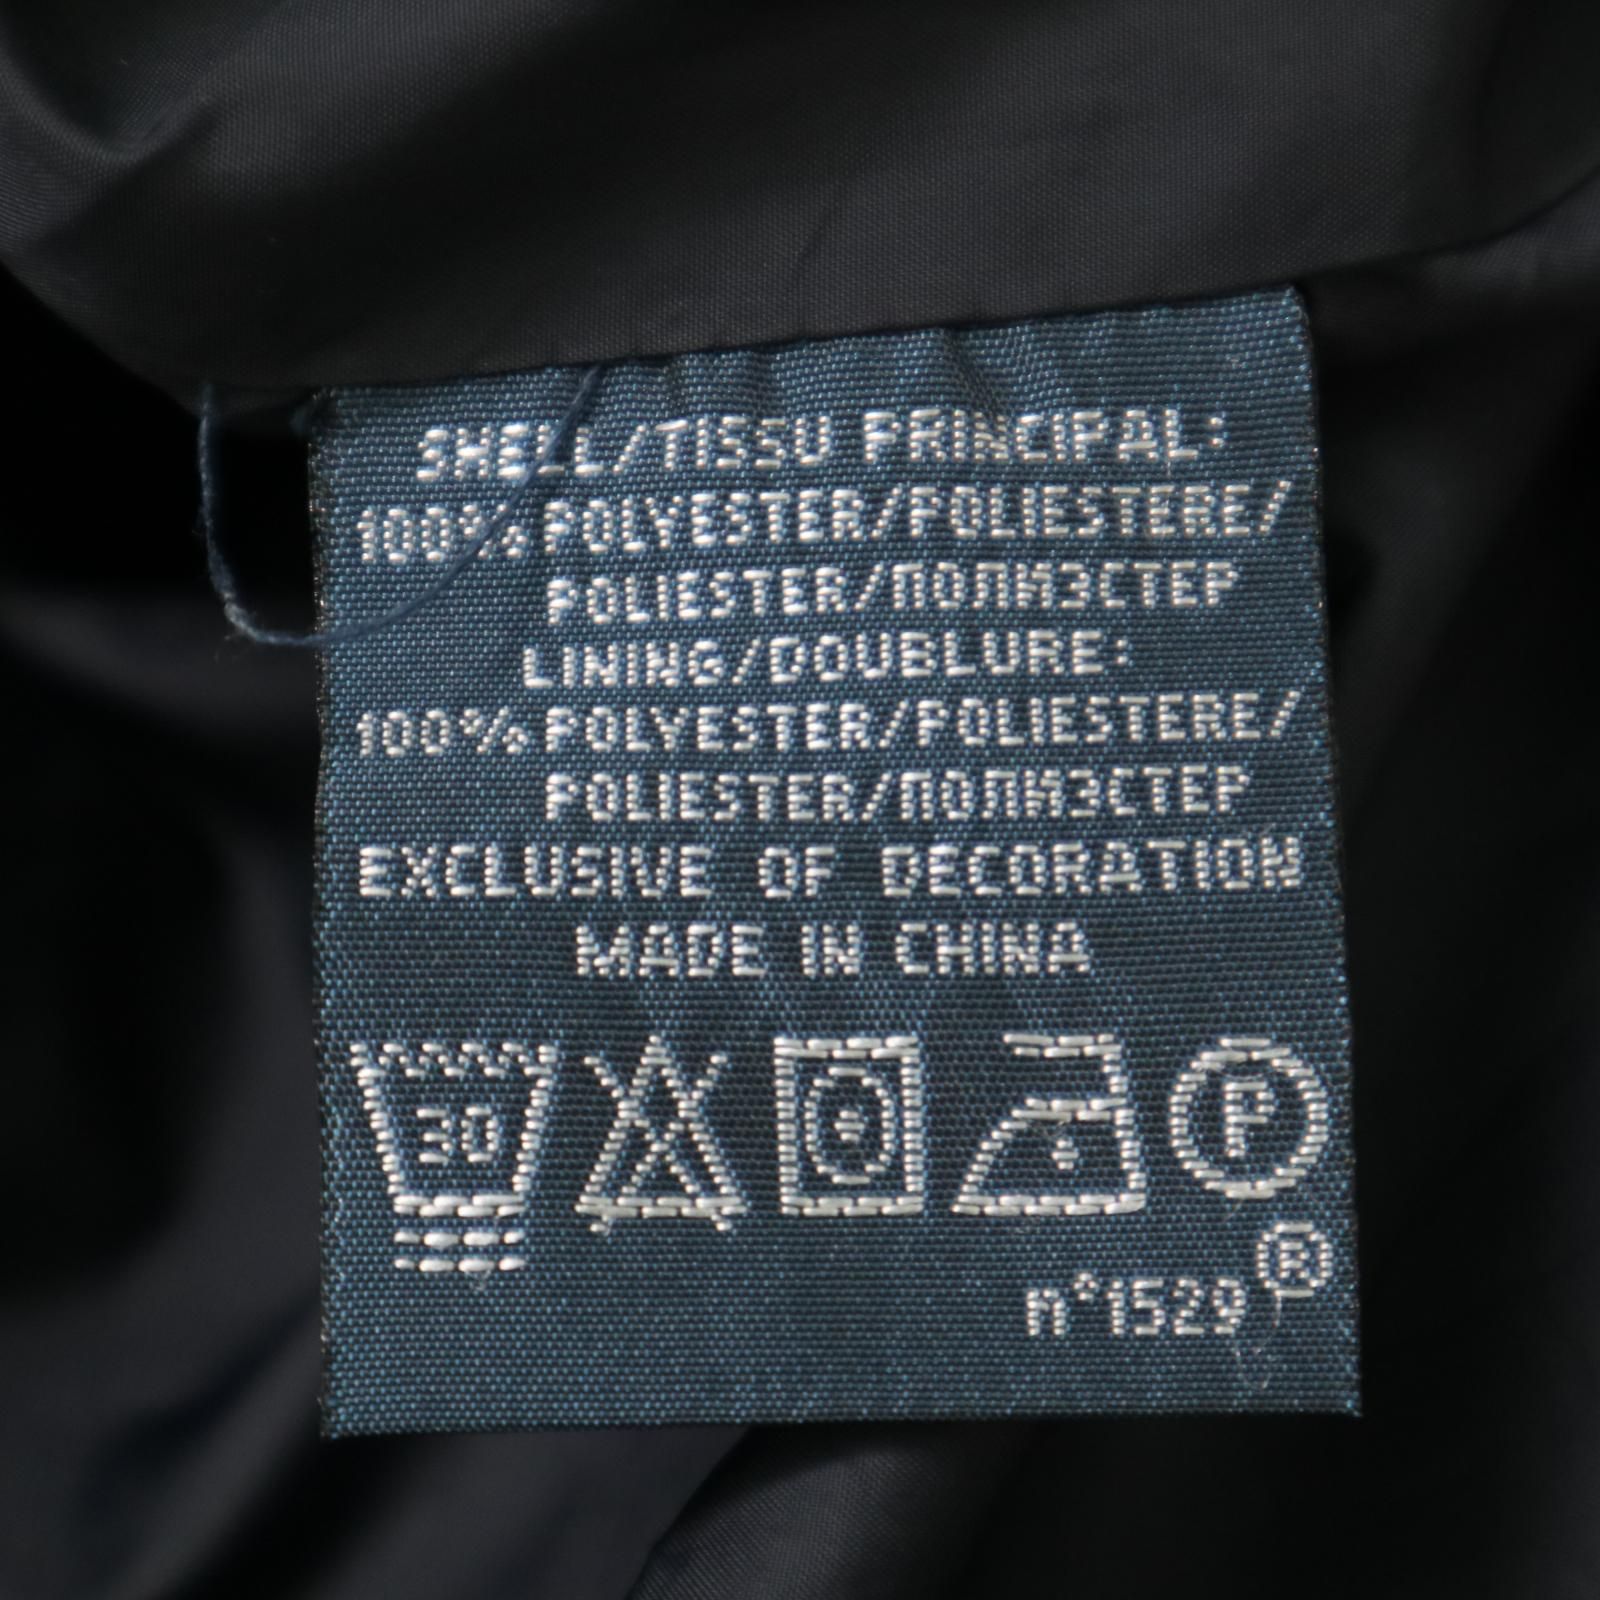 SHELL/TISSU PRINCIPAL:
100% POLYESTER/POLIESTERE/
POLIESTER/ПОЛИЭСТЕР
LINING/DOUBLURE:
100% POLYESTER/POLIESTERE/
POLIESTER/ПОЛИЭСТЕР
EXCLUSIVE OF DECORATION
MADE IN CHINA
30
P
n°1529 ®